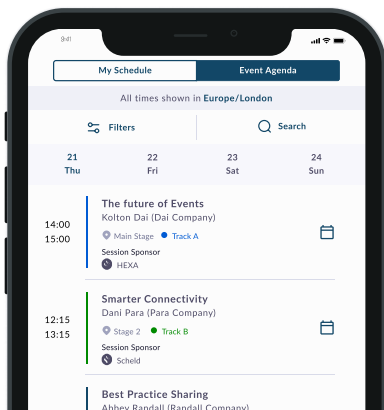 9:41
My Schedule Event Agenda
All times shown in Europe/London
Filters Search
21 22 23 24
Thu Fri Sat Sun
The future of Events
Kolton Dai (Dai Company)
14:00
15:00
Main Stage Track A
Session Sponsor
HEXA
Smarter Connectivity
Dani Para (Para Company)
12:15
13:15
Stage 2 Track B
Session Sponsor
Scheld
Best Practice Sharing
Abbey Randall (Randall Company)